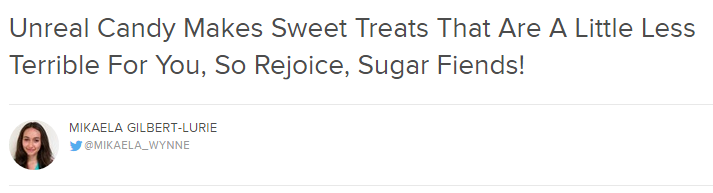 Unreal Candy Makes Sweet Treats That Are A Little Less
Terrible For You, So Rejoice, Sugar Fiends!
MIKAELA GILBERT-LURIE
@MIKAELA_WYNNE